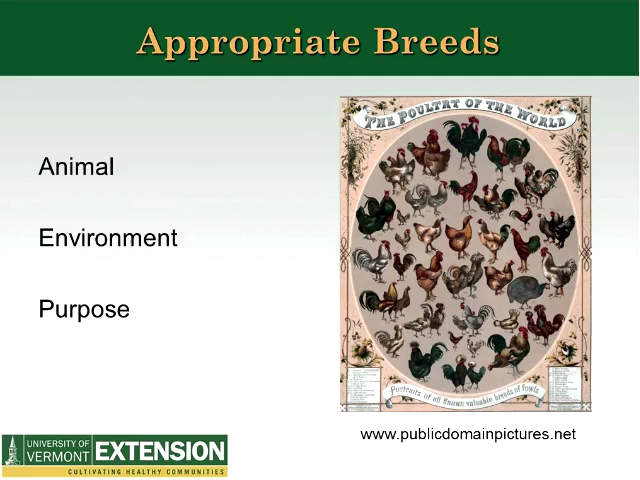 Appropriate Breeds
Animal
Environment
Purpose
THE POULTRY OF THE WORLD
Portraits of all known valuable breeds of Fowls
www.publicdomainpictures.net
UNIVERSITY OF
VERMONT
EXTENSION
CULTIVATING HEALTHY COMMUNITIES